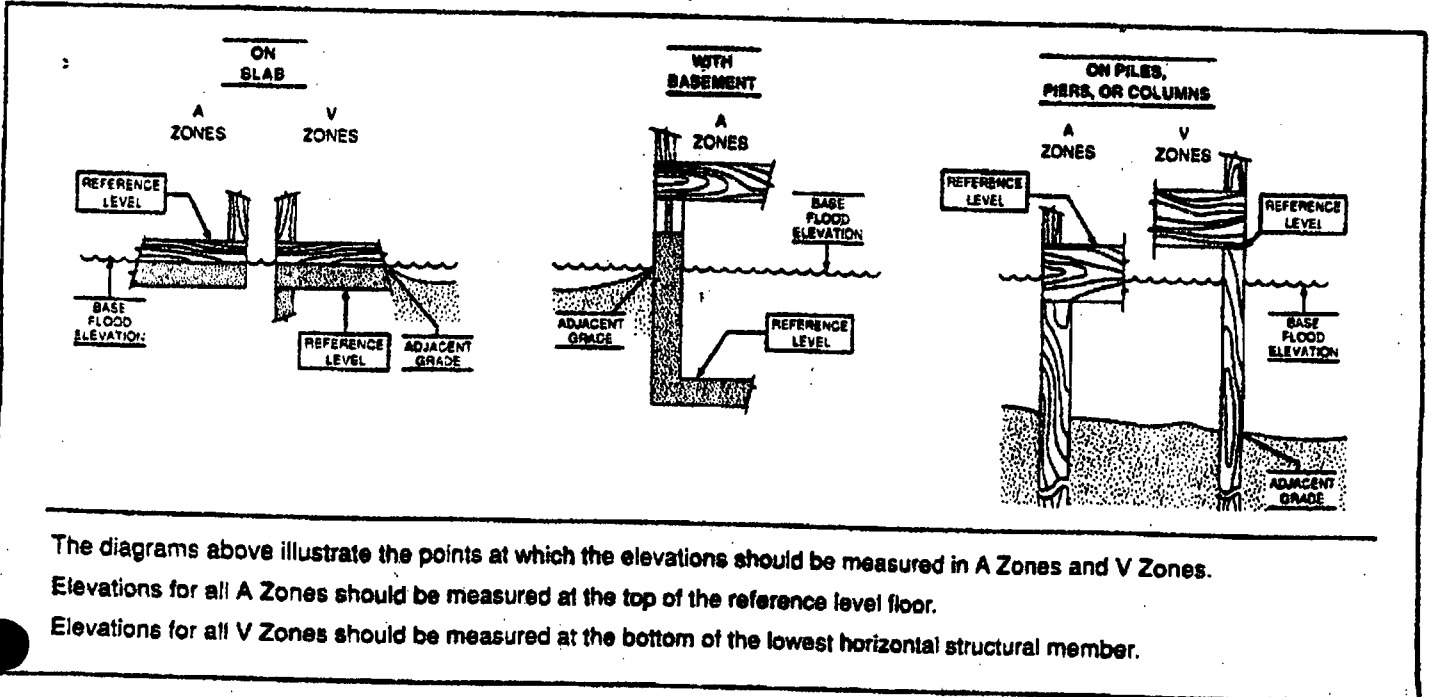 ON
SLAB
A
ZONES
V
ZONES
REFERENCE
LEVEL
BASE
FLOOD
ELEVATION
REFERENCE
LEVEL
ADJACENT
GRADE
WITH
BASEMENT
A
ZONES
BASE
FLOOD
ELEVATION
ADJACENT
GRADE
REFERENCE
LEVEL
ON PILES,
PIERS, OR COLUMNS
A
ZONES
V
ZONES
REFERENCE
LEVEL
REFERENCE
LEVEL
BASE
FLOOD
ELEVATION
ADJACENT
GRADE
The diagrams above illustrate the points at which the elevations should be measured in A Zones and V Zones.
Elevations for all A Zones should be measured at the top of the reference level floor.
Elevations for all V Zones should be measured at the bottom of the lowest horizontal structural member.